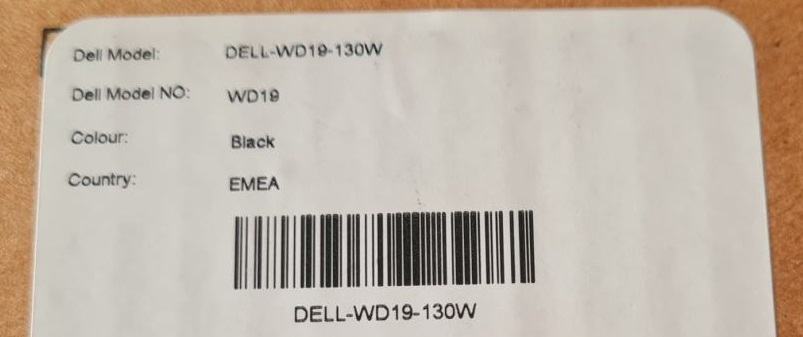 Dell Model: DELL-WD19-130W
Dell Model NO: WD19
Colour: Black
Country: EMEA
DELL-WD19-130W